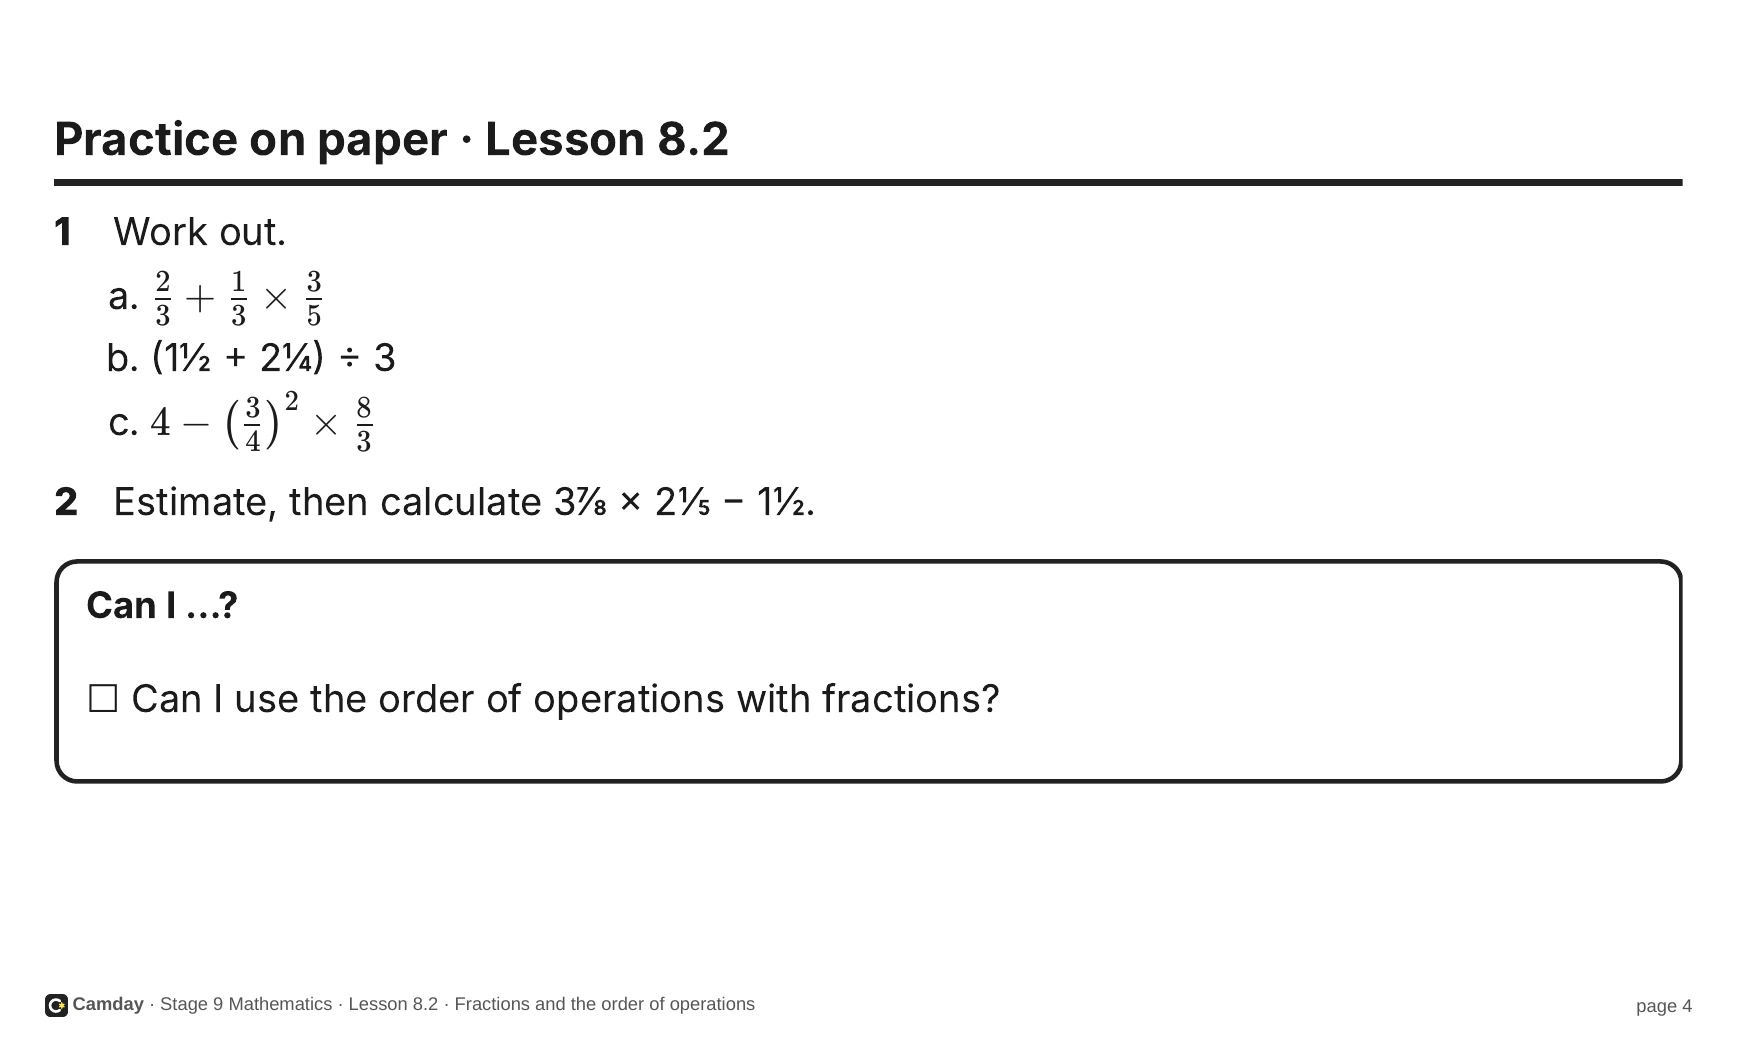 Practice on paper · Lesson 8.2
1 Work out.
a. 2/3 + 1/3 × 3/5
b. (1½ + 2¼) ÷ 3
c. 4 − (3/4)² × 8/3
2 Estimate, then calculate 3⅞ × 2⅕ − 1½.
Can I …?
☐ Can I use the order of operations with fractions?
Camday · Stage 9 Mathematics · Lesson 8.2 · Fractions and the order of operations
page 4